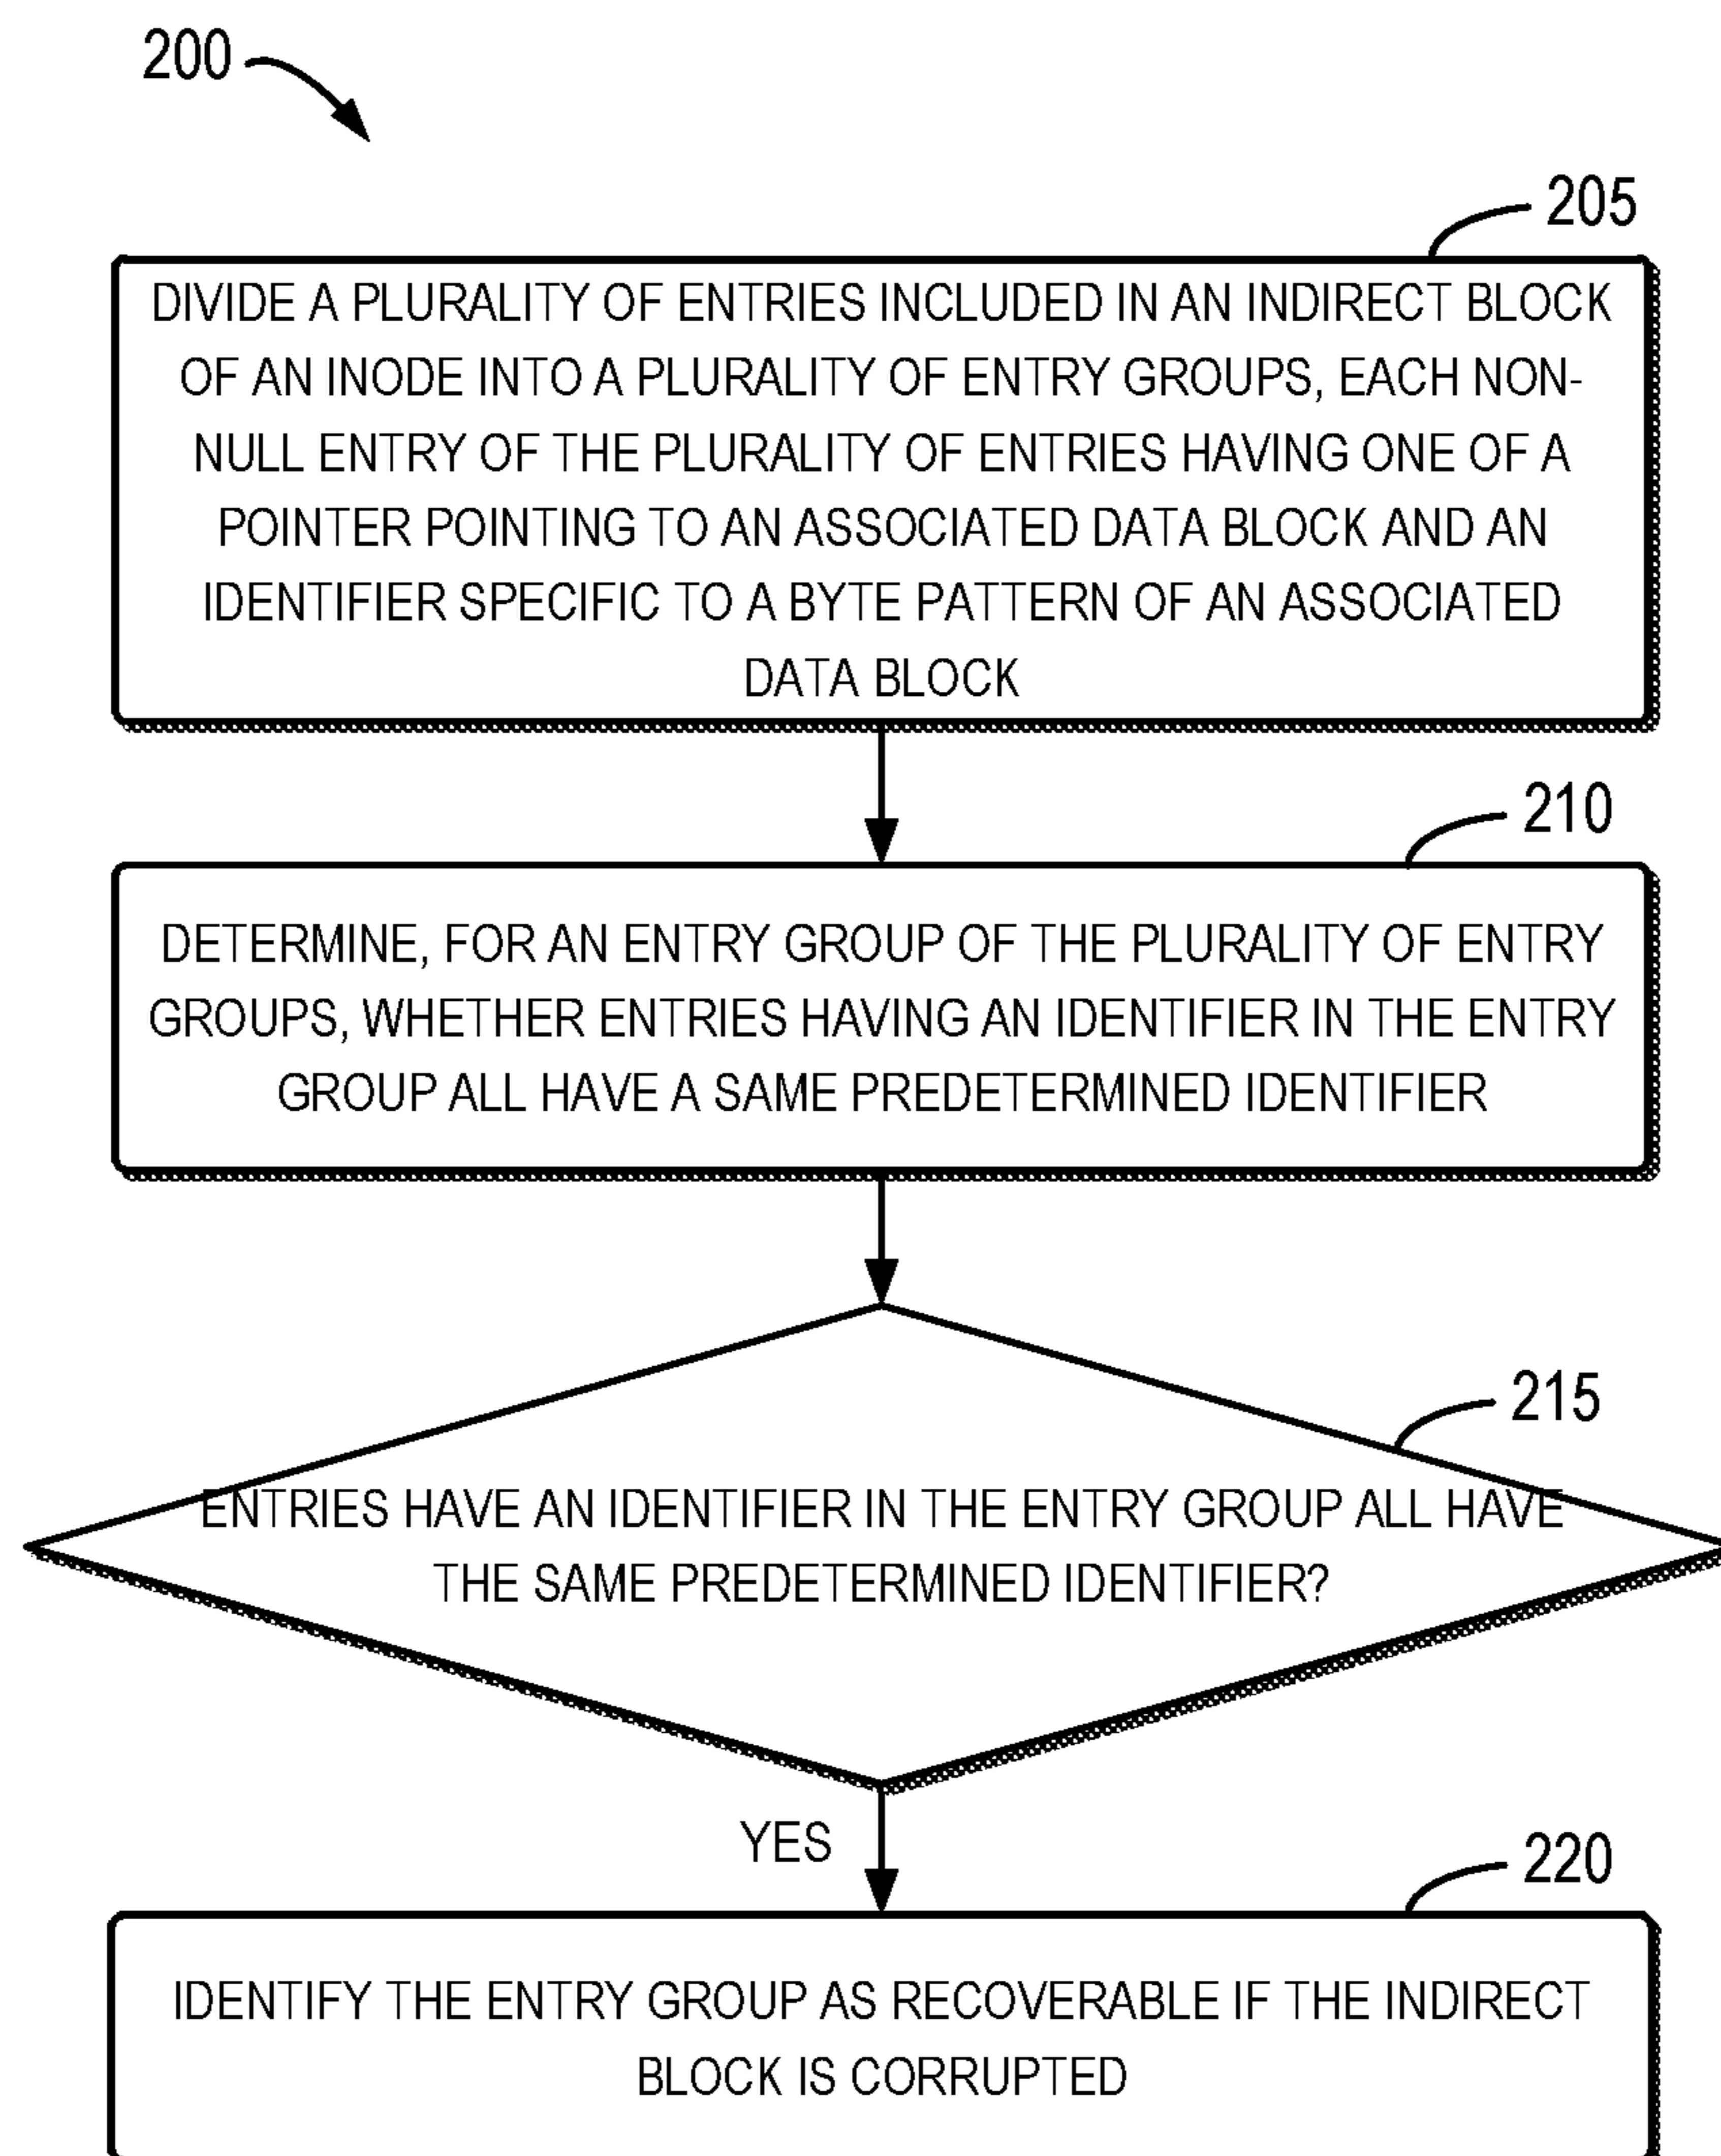 200
205
DIVIDE A PLURALITY OF ENTRIES INCLUDED IN AN INDIRECT BLOCK
OF AN INODE INTO A PLURALITY OF ENTRY GROUPS, EACH NON-
NULL ENTRY OF THE PLURALITY OF ENTRIES HAVING ONE OF A
POINTER POINTING TO AN ASSOCIATED DATA BLOCK AND AN
IDENTIFIER SPECIFIC TO A BYTE PATTERN OF AN ASSOCIATED
DATA BLOCK
210
DETERMINE, FOR AN ENTRY GROUP OF THE PLURALITY OF ENTRY
GROUPS, WHETHER ENTRIES HAVING AN IDENTIFIER IN THE ENTRY
GROUP ALL HAVE A SAME PREDETERMINED IDENTIFIER
215
ENTRIES HAVE AN IDENTIFIER IN THE ENTRY GROUP ALL HAVE
THE SAME PREDETERMINED IDENTIFIER?
YES
220
IDENTIFY THE ENTRY GROUP AS RECOVERABLE IF THE INDIRECT
BLOCK IS CORRUPTED